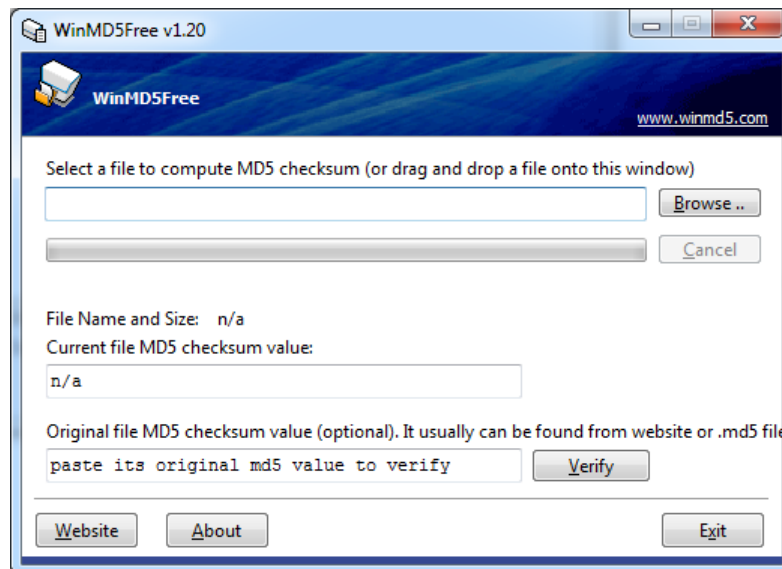 WinMD5Free v1.20
WinMD5Free
www.winmd5.com
Select a file to compute MD5 checksum (or drag and drop a file onto this window)
Browse ..
Cancel
File Name and Size: n/a
Current file MD5 checksum value:
n/a
Original file MD5 checksum value (optional). It usually can be found from website or .md5 file
paste its original md5 value to verify
Verify
Website About Exit